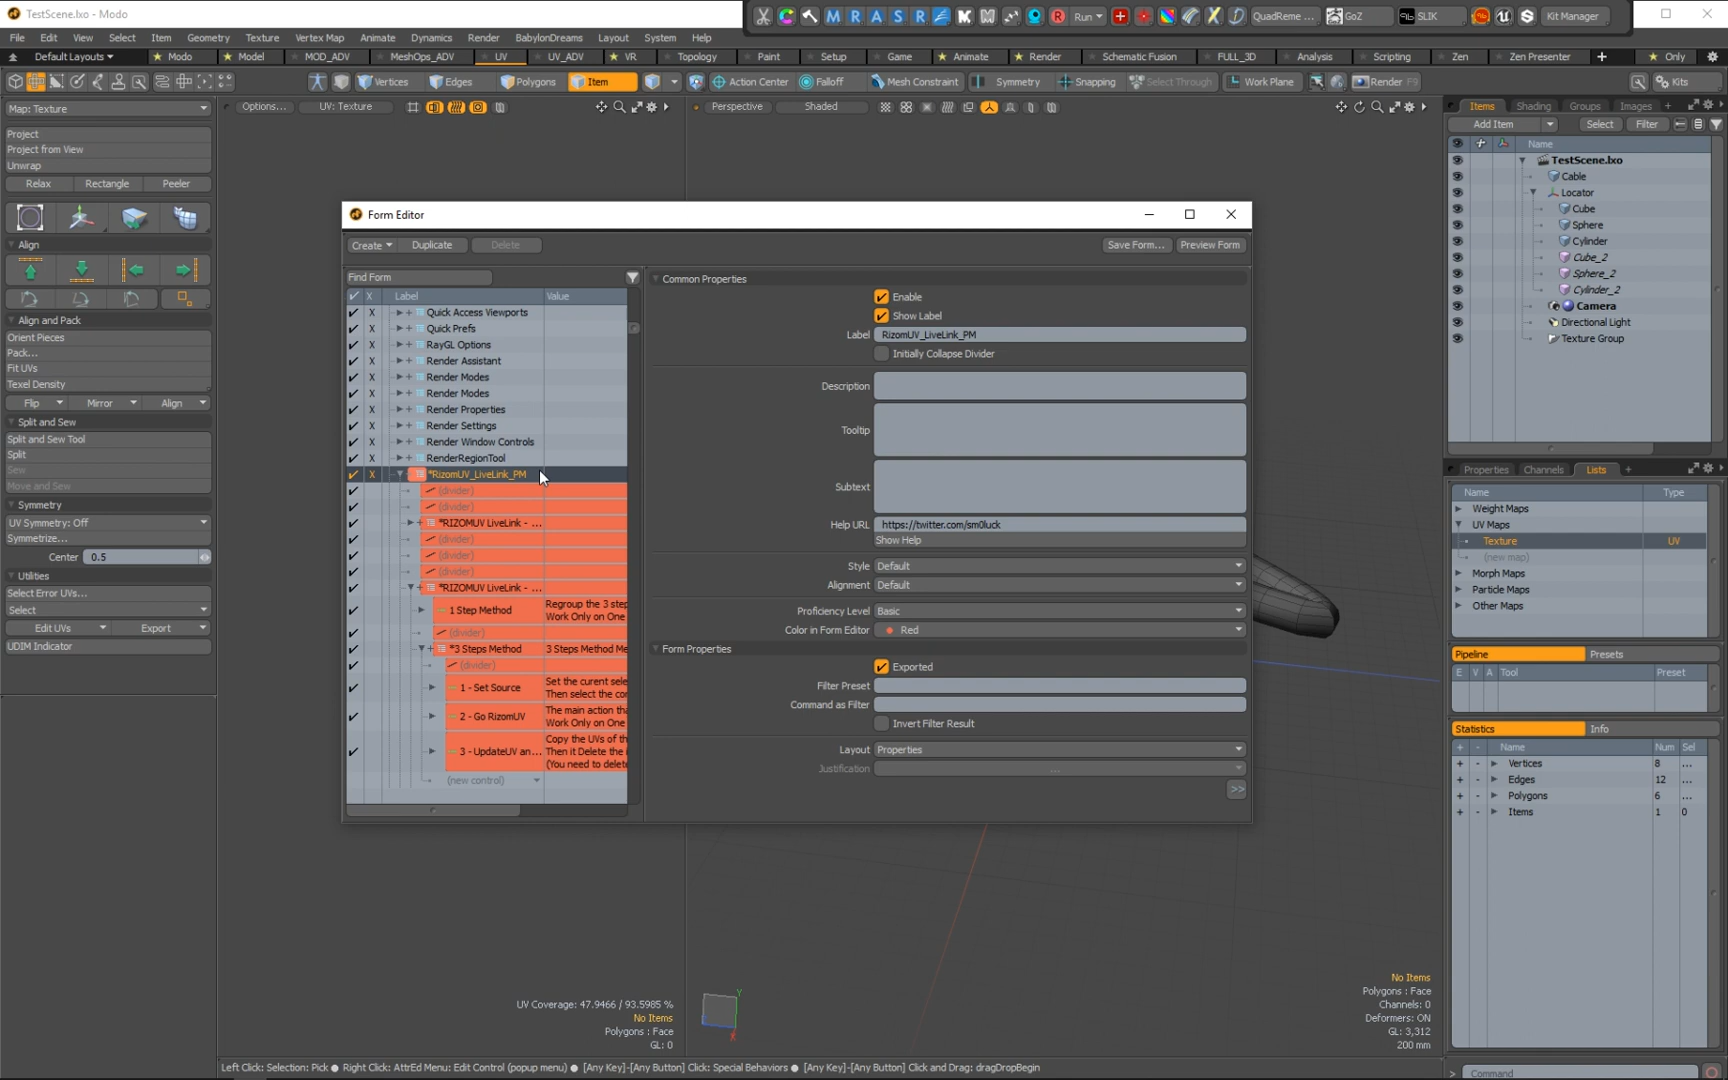 TestScene.lxo - Modo
Run
QuadReme ...
GoZ
SLIK
Kit Manager
File Edit View Select Item Geometry Texture Vertex Map Animate Dynamics Render BabylonDreams Layout System Help
Default Layouts Modo Model MOD_ADV MeshOps_ADV UV UV_ADV VR Topology Paint Setup Game Animate Render Schematic Fusion FULL_3D Analysis Scripting Zen Zen Presenter Only
Vertices Edges Polygons Item Action Center Falloff Mesh Constraint Symmetry Snapping Select Through Work Plane Render F9 Kits
Map: Texture
Project
Project from View
Unwrap
Relax Rectangle Peeler
Align
Align and Pack
Orient Pieces
Pack...
Fit UVs
Texel Density
Flip Mirror Align
Split and Sew
Split and Sew Tool
Split
Sew
Move and Sew
Symmetry
UV Symmetry: Off
Symmetrize...
Center 0.5
Utilities
Select Error UVs...
Select
Edit UVs Export
UDIM Indicator
Options... UV: Texture
Perspective Shaded
Form Editor
Create Duplicate Delete
Save Form... Preview Form
Find Form
X Label Value
X Quick Access Viewports
X Quick Prefs
X RayGL Options
X Render Assistant
X Render Modes
X Render Modes
X Render Properties
X Render Settings
X Render Window Controls
X RenderRegionTool
X *RizomUV_LiveLink_PM
(divider)
(divider)
*RIZOMUV LiveLink - ...
(divider)
(divider)
(divider)
*RIZOMUV LiveLink - ...
1 Step Method
Regroup the 3 step
Work Only on One
(divider)
*3 Steps Method 3 Steps Method Me
(divider)
1 - Set Source
Set the curent sele
Then select the cor
2 - Go RizomUV
The main action tha
Work Only on One
3 - UpdateUV an...
Copy the UVs of th
Then it Delete the i
(You need to delete
(new control)
Common Properties
Enable
Show Label
Label RizomUV_LiveLink_PM
Initially Collapse Divider
Description
Tooltip
Subtext
Help URL https://twitter.com/sm0luck
Show Help
Style Default
Alignment Default
Proficiency Level Basic
Color in Form Editor Red
Form Properties
Exported
Filter Preset
Command as Filter
Invert Filter Result
Layout Properties
Justification ...
>>
UV Coverage: 47.9466 / 93.5985 %
No Items
Polygons : Face
GL: 0
Y
X
No Items
Polygons : Face
Channels: 0
Deformers: ON
GL: 3,312
200 mm
Items Shading Groups Images +
Add Item Select Filter
Name
TestScene.lxo
Cable
Locator
Cube
Sphere
Cylinder
Cube_2
Sphere_2
Cylinder_2
Camera
Directional Light
Texture Group
Properties Channels Lists +
Name Type
Weight Maps
UV Maps
Texture UV
(new map)
Morph Maps
Particle Maps
Other Maps
Pipeline Presets
E V A Tool Preset
Statistics Info
+ - Name Num Sel
+ - Vertices 8 ...
+ - Edges 12 ...
+ - Polygons 6 ...
+ - Items 1 0
Left Click: Selection: Pick ● Right Click: AttrEd Menu: Edit Control (popup menu) ● [Any Key]-[Any Button] Click: Special Behaviors ● [Any Key]-[Any Button] Click and Drag: dragDropBegin
> Command